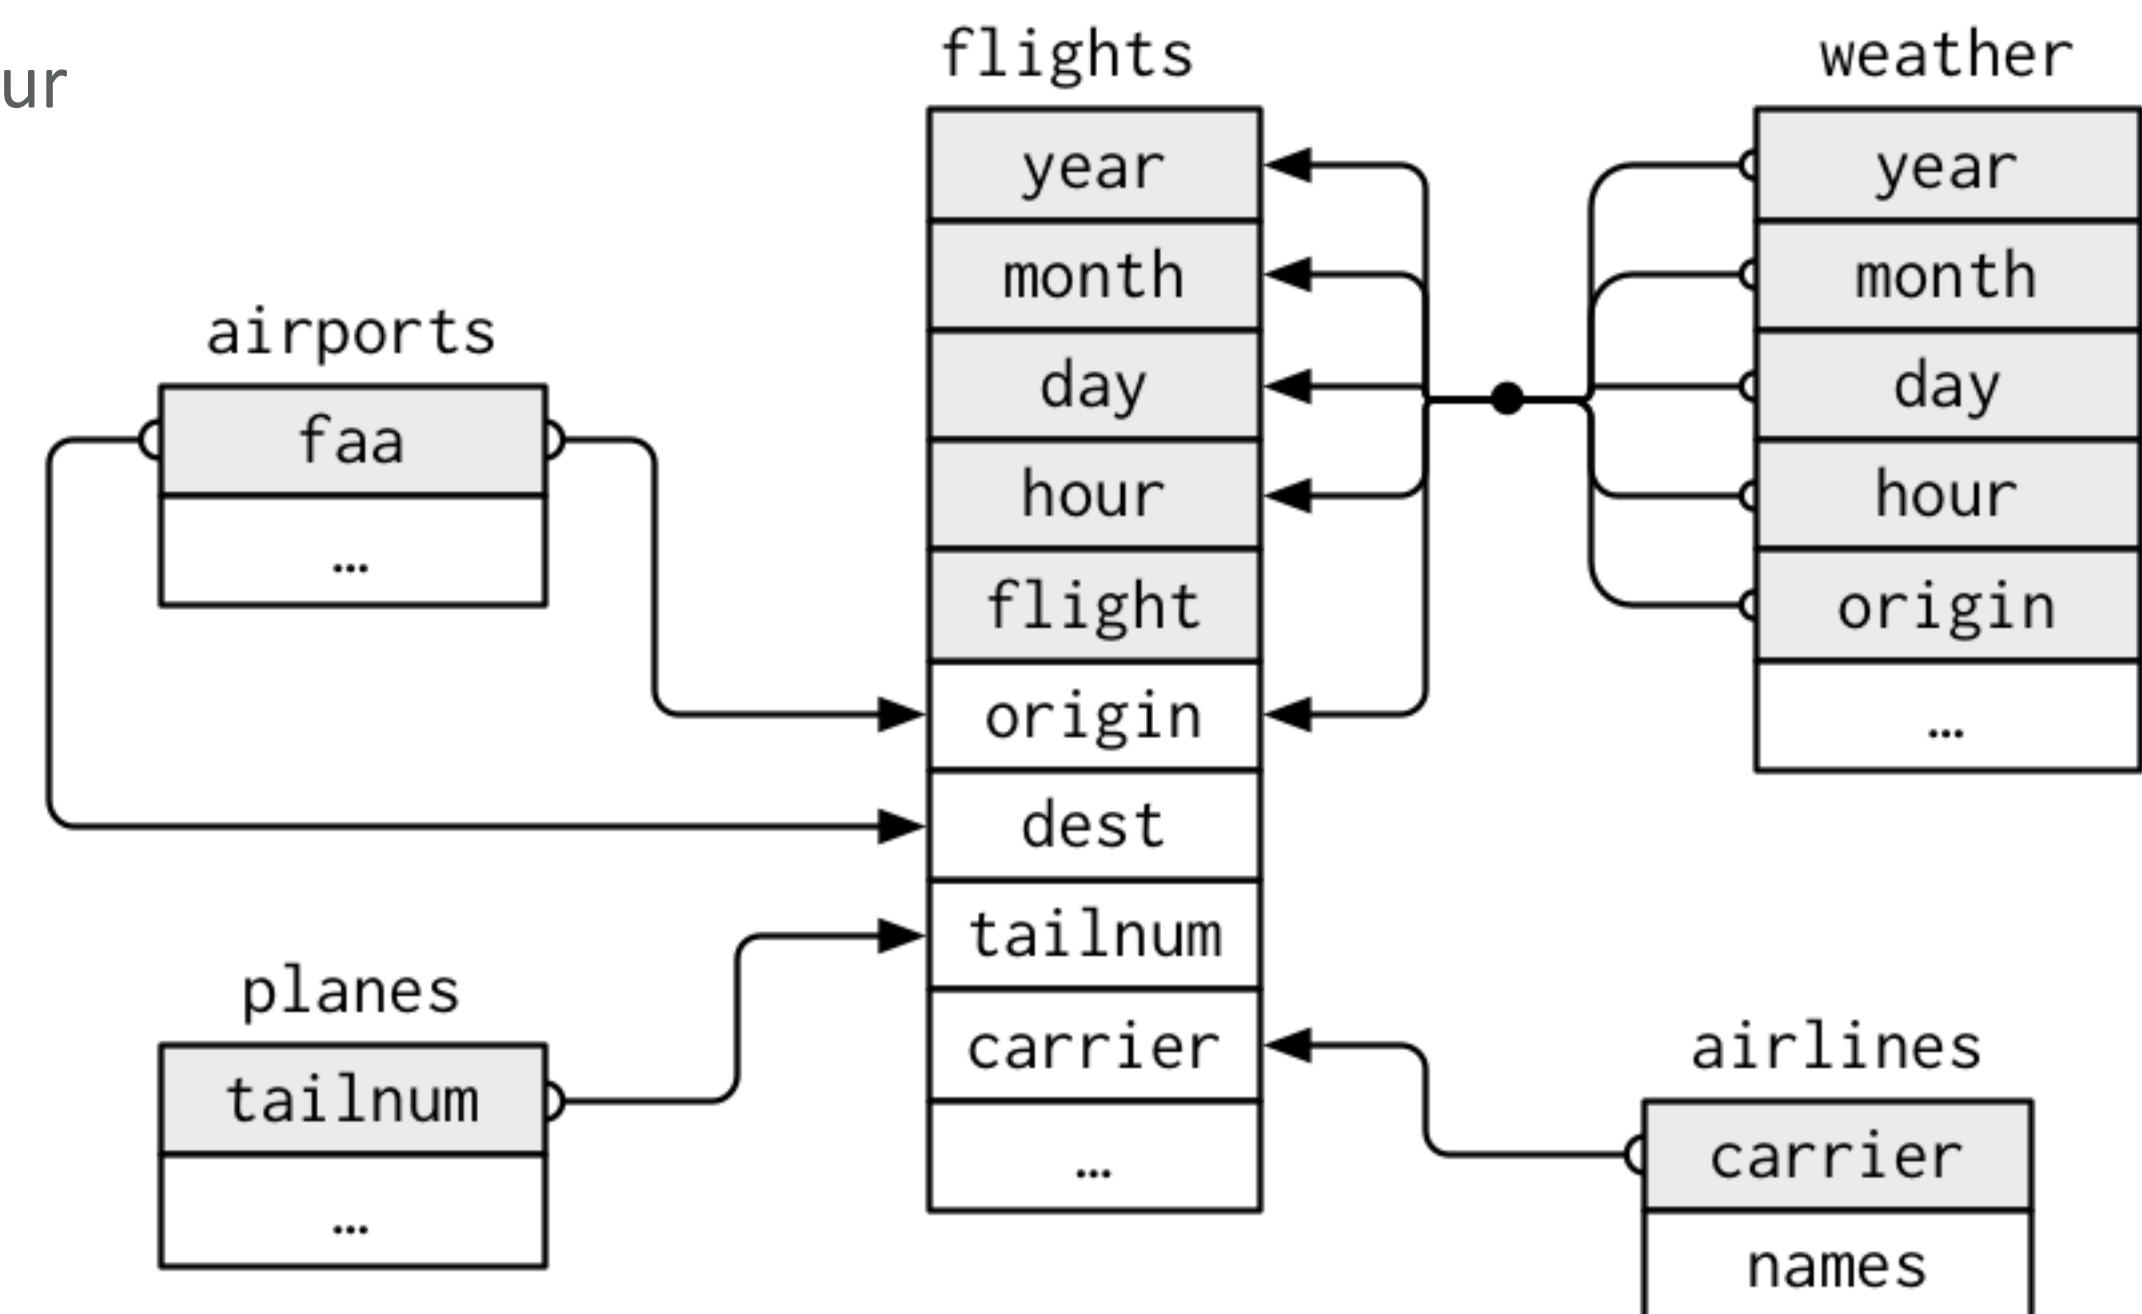 ur
flights
year
month
day
hour
flight
origin
dest
tailnum
carrier
…
weather
year
month
day
hour
origin
…
airports
faa
…
planes
tailnum
…
airlines
carrier
names